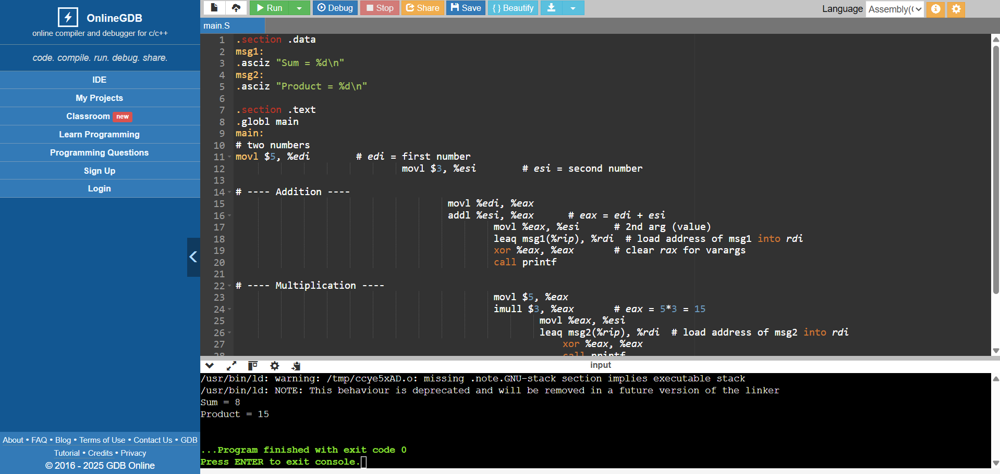 OnlineGDB
online compiler and debugger for c/c++
code. compile. run. debug. share.
IDE
My Projects
Classroom new
Learn Programming
Programming Questions
Sign Up
Login
About • FAQ • Blog • Terms of Use • Contact Us • GDB
Tutorial • Credits • Privacy
© 2016 - 2025 GDB Online
Run Debug Stop Share Save { } Beautify
Language Assembly(
main.S
1 .section .data
2 msg1:
3 .asciz "Sum = %d\n"
4 msg2:
5 .asciz "Product = %d\n"
6
7 .section .text
8 .globl main
9 main:
10 # two numbers
11 movl $5, %edi # edi = first number
12 movl $3, %esi # esi = second number
13
14 # ---- Addition ----
15 movl %edi, %eax
16 addl %esi, %eax # eax = edi + esi
17 movl %eax, %esi # 2nd arg (value)
18 leaq msg1(%rip), %rdi # load address of msg1 into rdi
19 xor %eax, %eax # clear rax for varargs
20 call printf
21
22 # ---- Multiplication ----
23 movl $5, %eax
24 imull $3, %eax # eax = 5*3 = 15
25 movl %eax, %esi
26 leaq msg2(%rip), %rdi # load address of msg2 into rdi
27 xor %eax, %eax
28 call printf
input
/usr/bin/ld: warning: /tmp/ccye5xAD.o: missing .note.GNU-stack section implies executable stack
/usr/bin/ld: NOTE: This behaviour is deprecated and will be removed in a future version of the linker
Sum = 8
Product = 15
...Program finished with exit code 0
Press ENTER to exit console.